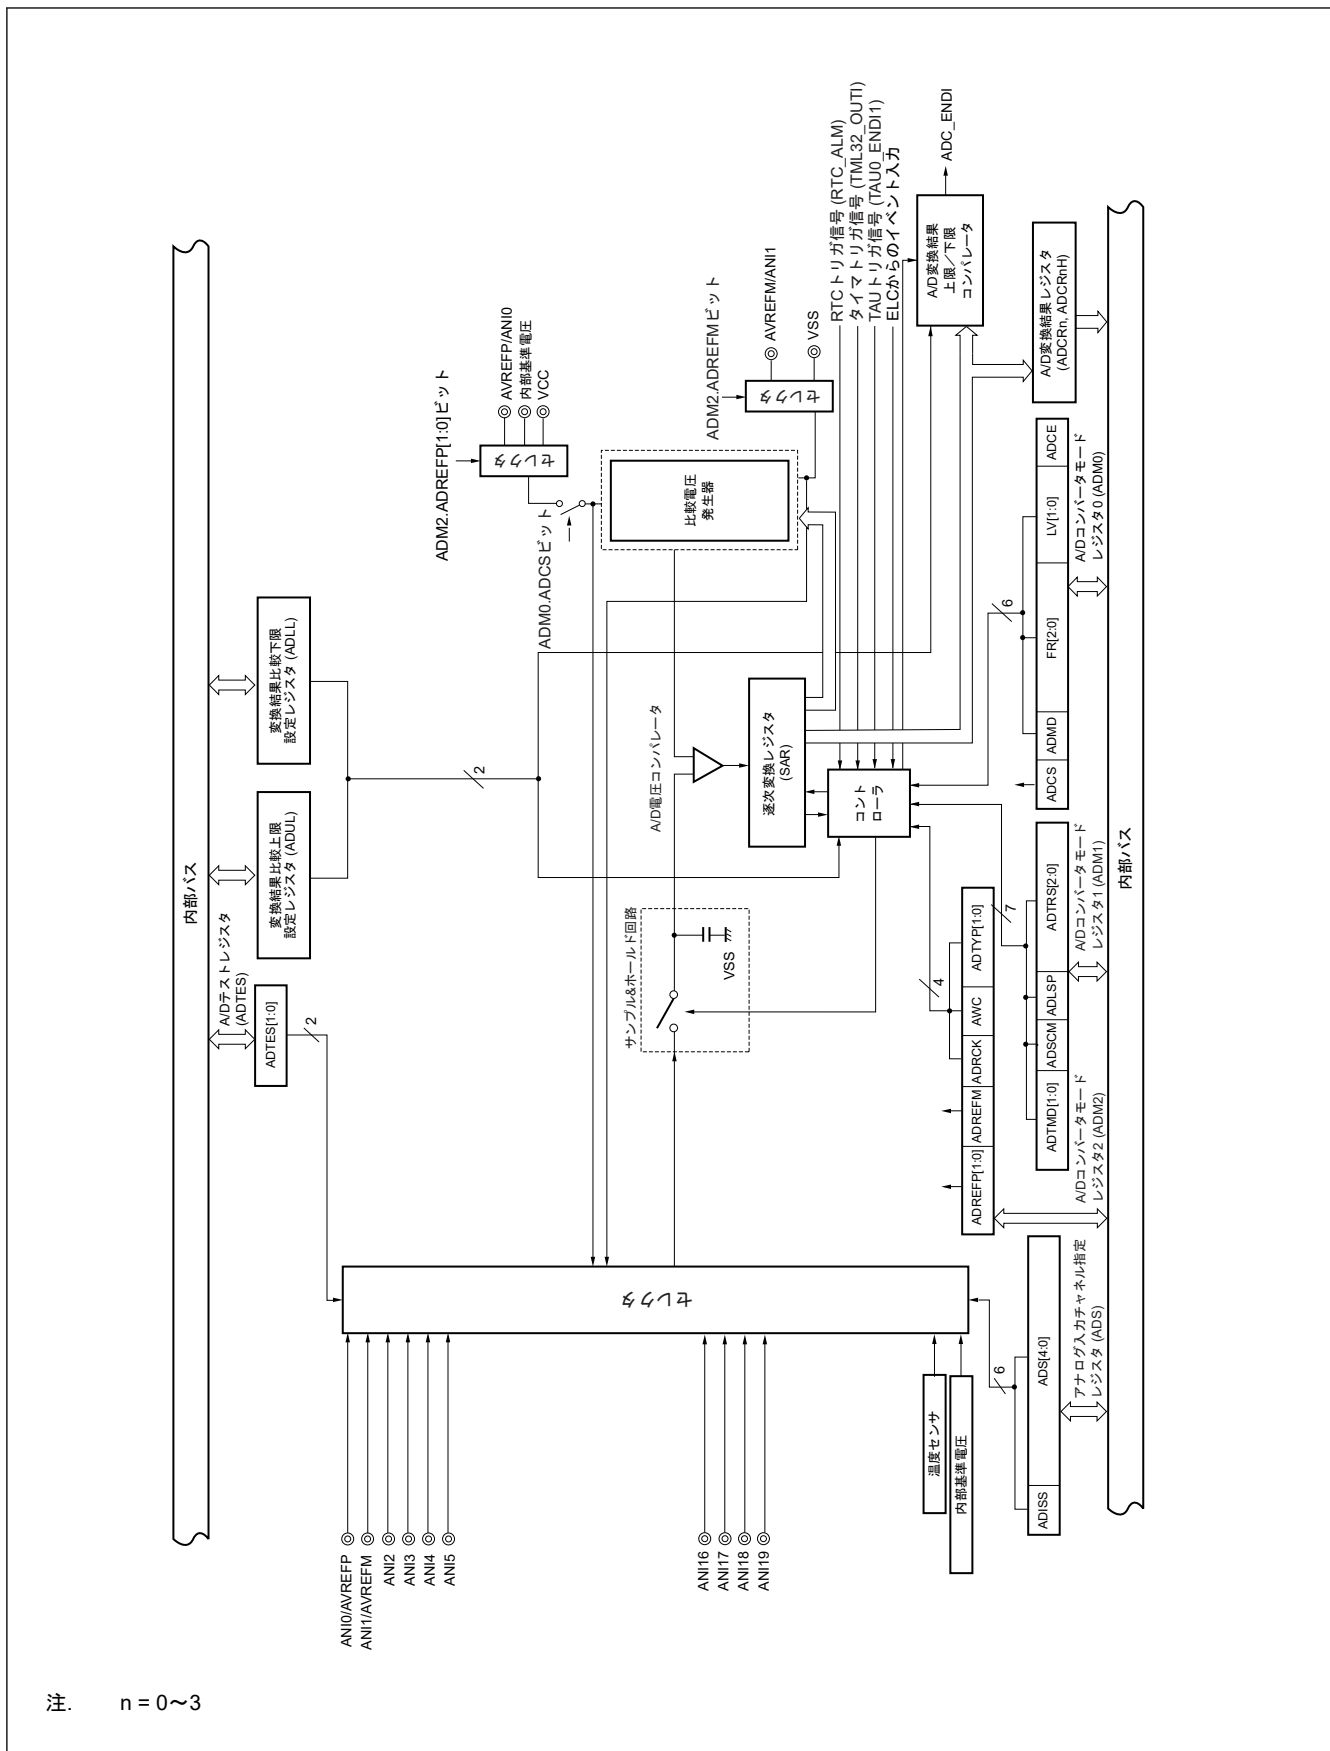 内部バス
A/Dテストレジスタ
(ADTES)
ADTES[1:0]
2
変換結果比較上限
設定レジスタ (ADUL)
変換結果比較下限
設定レジスタ (ADLL)
2
ADM2.ADREFP[1:0]ビット
セレクタ
AVREFP/ANI0
内部基準電圧
VCC
ADM0.ADCSビット
比較電圧
発生器
ADM2.ADREFMビット
セレクタ
AVREFM/ANI1
VSS
ANI0/AVREFP
ANI1/AVREFM
ANI2
ANI3
ANI4
ANI5
ANI16
ANI17
ANI18
ANI19
セレクタ
温度センサ
内部基準電圧
サンプル&ホールド回路
VSS
A/D電圧コンパレータ
逐次変換レジスタ
(SAR)
コント
ローラ
RTCトリガ信号 (RTC_ALM)
タイマトリガ信号 (TML32_OUTI)
TAUトリガ信号 (TAU0_ENDI1)
ELCからのイベント入力
A/D変換結果
上限/下限
コンパレータ
ADC_ENDI
A/D変換結果レジスタ
(ADCRn, ADCRnH)
6
ADISS
ADS[4:0]
アナログ入力チャネル指定
レジスタ (ADS)
4
ADREFP[1:0]
ADREFM
ADRCK
AWC
ADTYP[1:0]
A/Dコンバータモード
レジスタ2 (ADM2)
7
ADTMD[1:0]
ADSCM
ADLSP
ADTRS[2:0]
A/Dコンバータモード
レジスタ1 (ADM1)
6
ADCS
ADMD
FR[2:0]
LV[1:0]
ADCE
A/Dコンバータモード
レジスタ0 (ADM0)
内部バス
注. n = 0～3